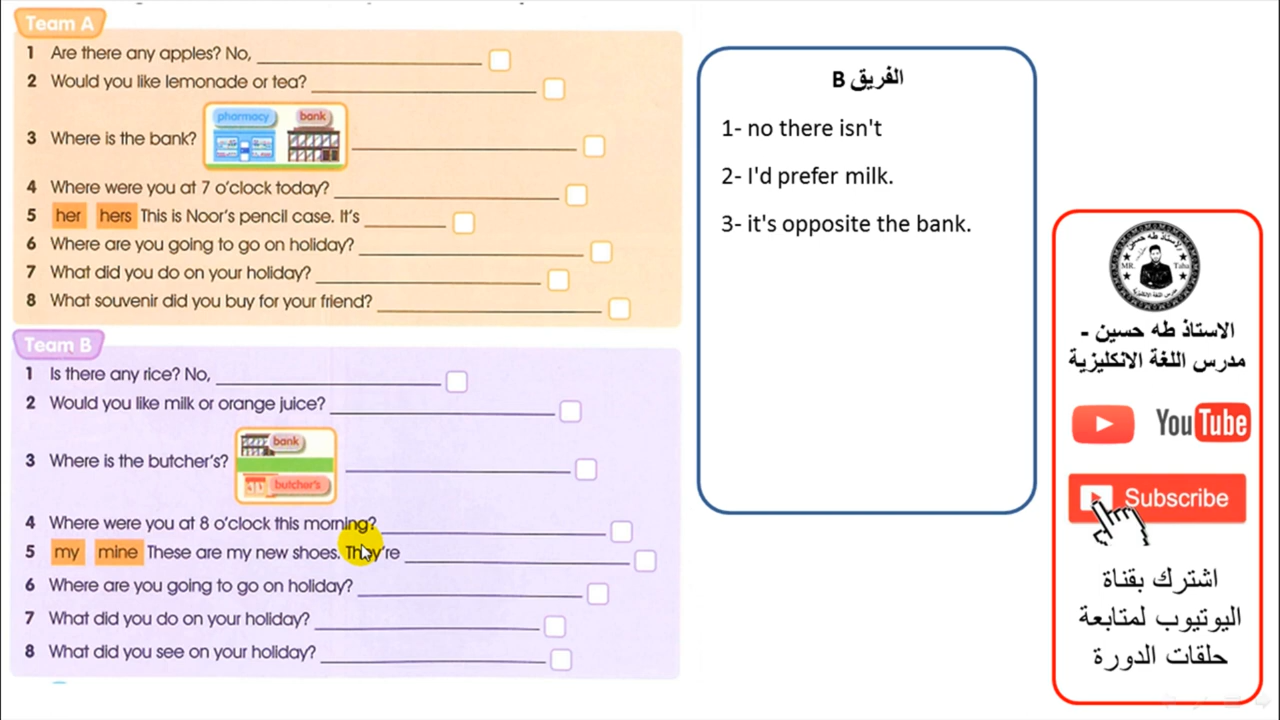 Team A
1 Are there any apples? No,
2 Would you like lemonade or tea?
pharmacy bank
3 Where is the bank?
4 Where were you at 7 o'clock today?
5 her hers This is Noor's pencil case. It's
6 Where are you going to go on holiday?
7 What did you do on your holiday?
8 What souvenir did you buy for your friend?
Team B
1 Is there any rice? No,
2 Would you like milk or orange juice?
bank
3 Where is the butcher's?
butcher's
4 Where were you at 8 o'clock this morning?
5 my mine These are my new shoes. They're
6 Where are you going to go on holiday?
7 What did you do on your holiday?
8 What did you see on your holiday?
الفريق B
1- no there isn't
2- I'd prefer milk.
3- it's opposite the bank.
الاستاذ طه حسين
MR. Taha
مدرس اللغة الانكليزية
الاستاذ طه حسين -
مدرس اللغة الانكليزية
YouTube
Subscribe
اشترك بقناة
اليوتيوب لمتابعة
حلقات الدورة